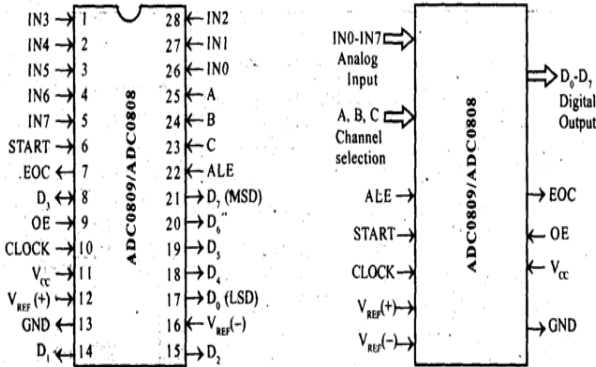 IN3 1 28 IN2
IN4 2 27 IN1
IN5 3 26 IN0
IN6 4 25 A
IN7 5 24 B
START 6 23 C
EOC 7 22 ALE
D3 8 21 D7 (MSD)
OE 9 20 D6
CLOCK 10 19 D5
VCC 11 18 D4
VREF (+) 12 17 D0 (LSD)
GND 13 16 VREF(−)
D1 14 15 D2
ADC0809/ADC0808
IN0-IN7
Analog
Input
A, B, C
Channel
selection
ALE
START
CLOCK
VREF(+)
VREF(−)
ADC0809/ADC0808
D0-D7
Digital
Output
EOC
OE
VCC
GND